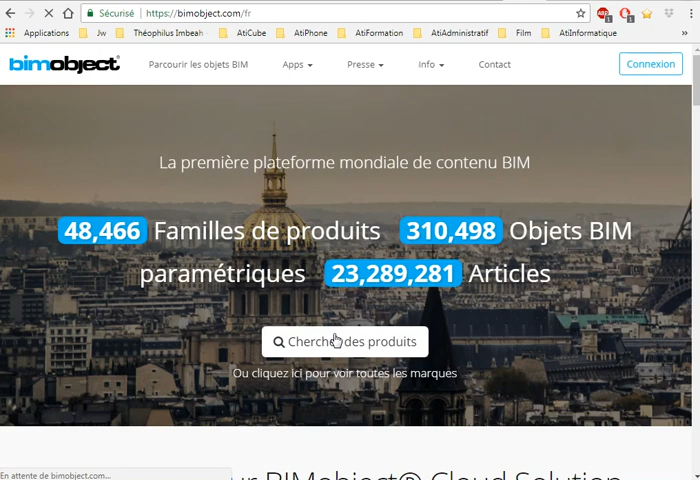 Sécurisé | https://bimobject.com/fr
Applications Jw Théophilus Imbeah AtiCube AtiPhone AtiFormation AtiAdministratif Film AtiInformatique »
bimobject® Parcourir les objets BIM Apps Presse Info Contact Connexion
La première plateforme mondiale de contenu BIM
48,466 Familles de produits 310,498 Objets BIM
paramétriques 23,289,281 Articles
Cherchez des produits
Ou cliquez ici pour voir toutes les marques
ur BIMobject® Cloud Solution
En attente de bimobject.com...